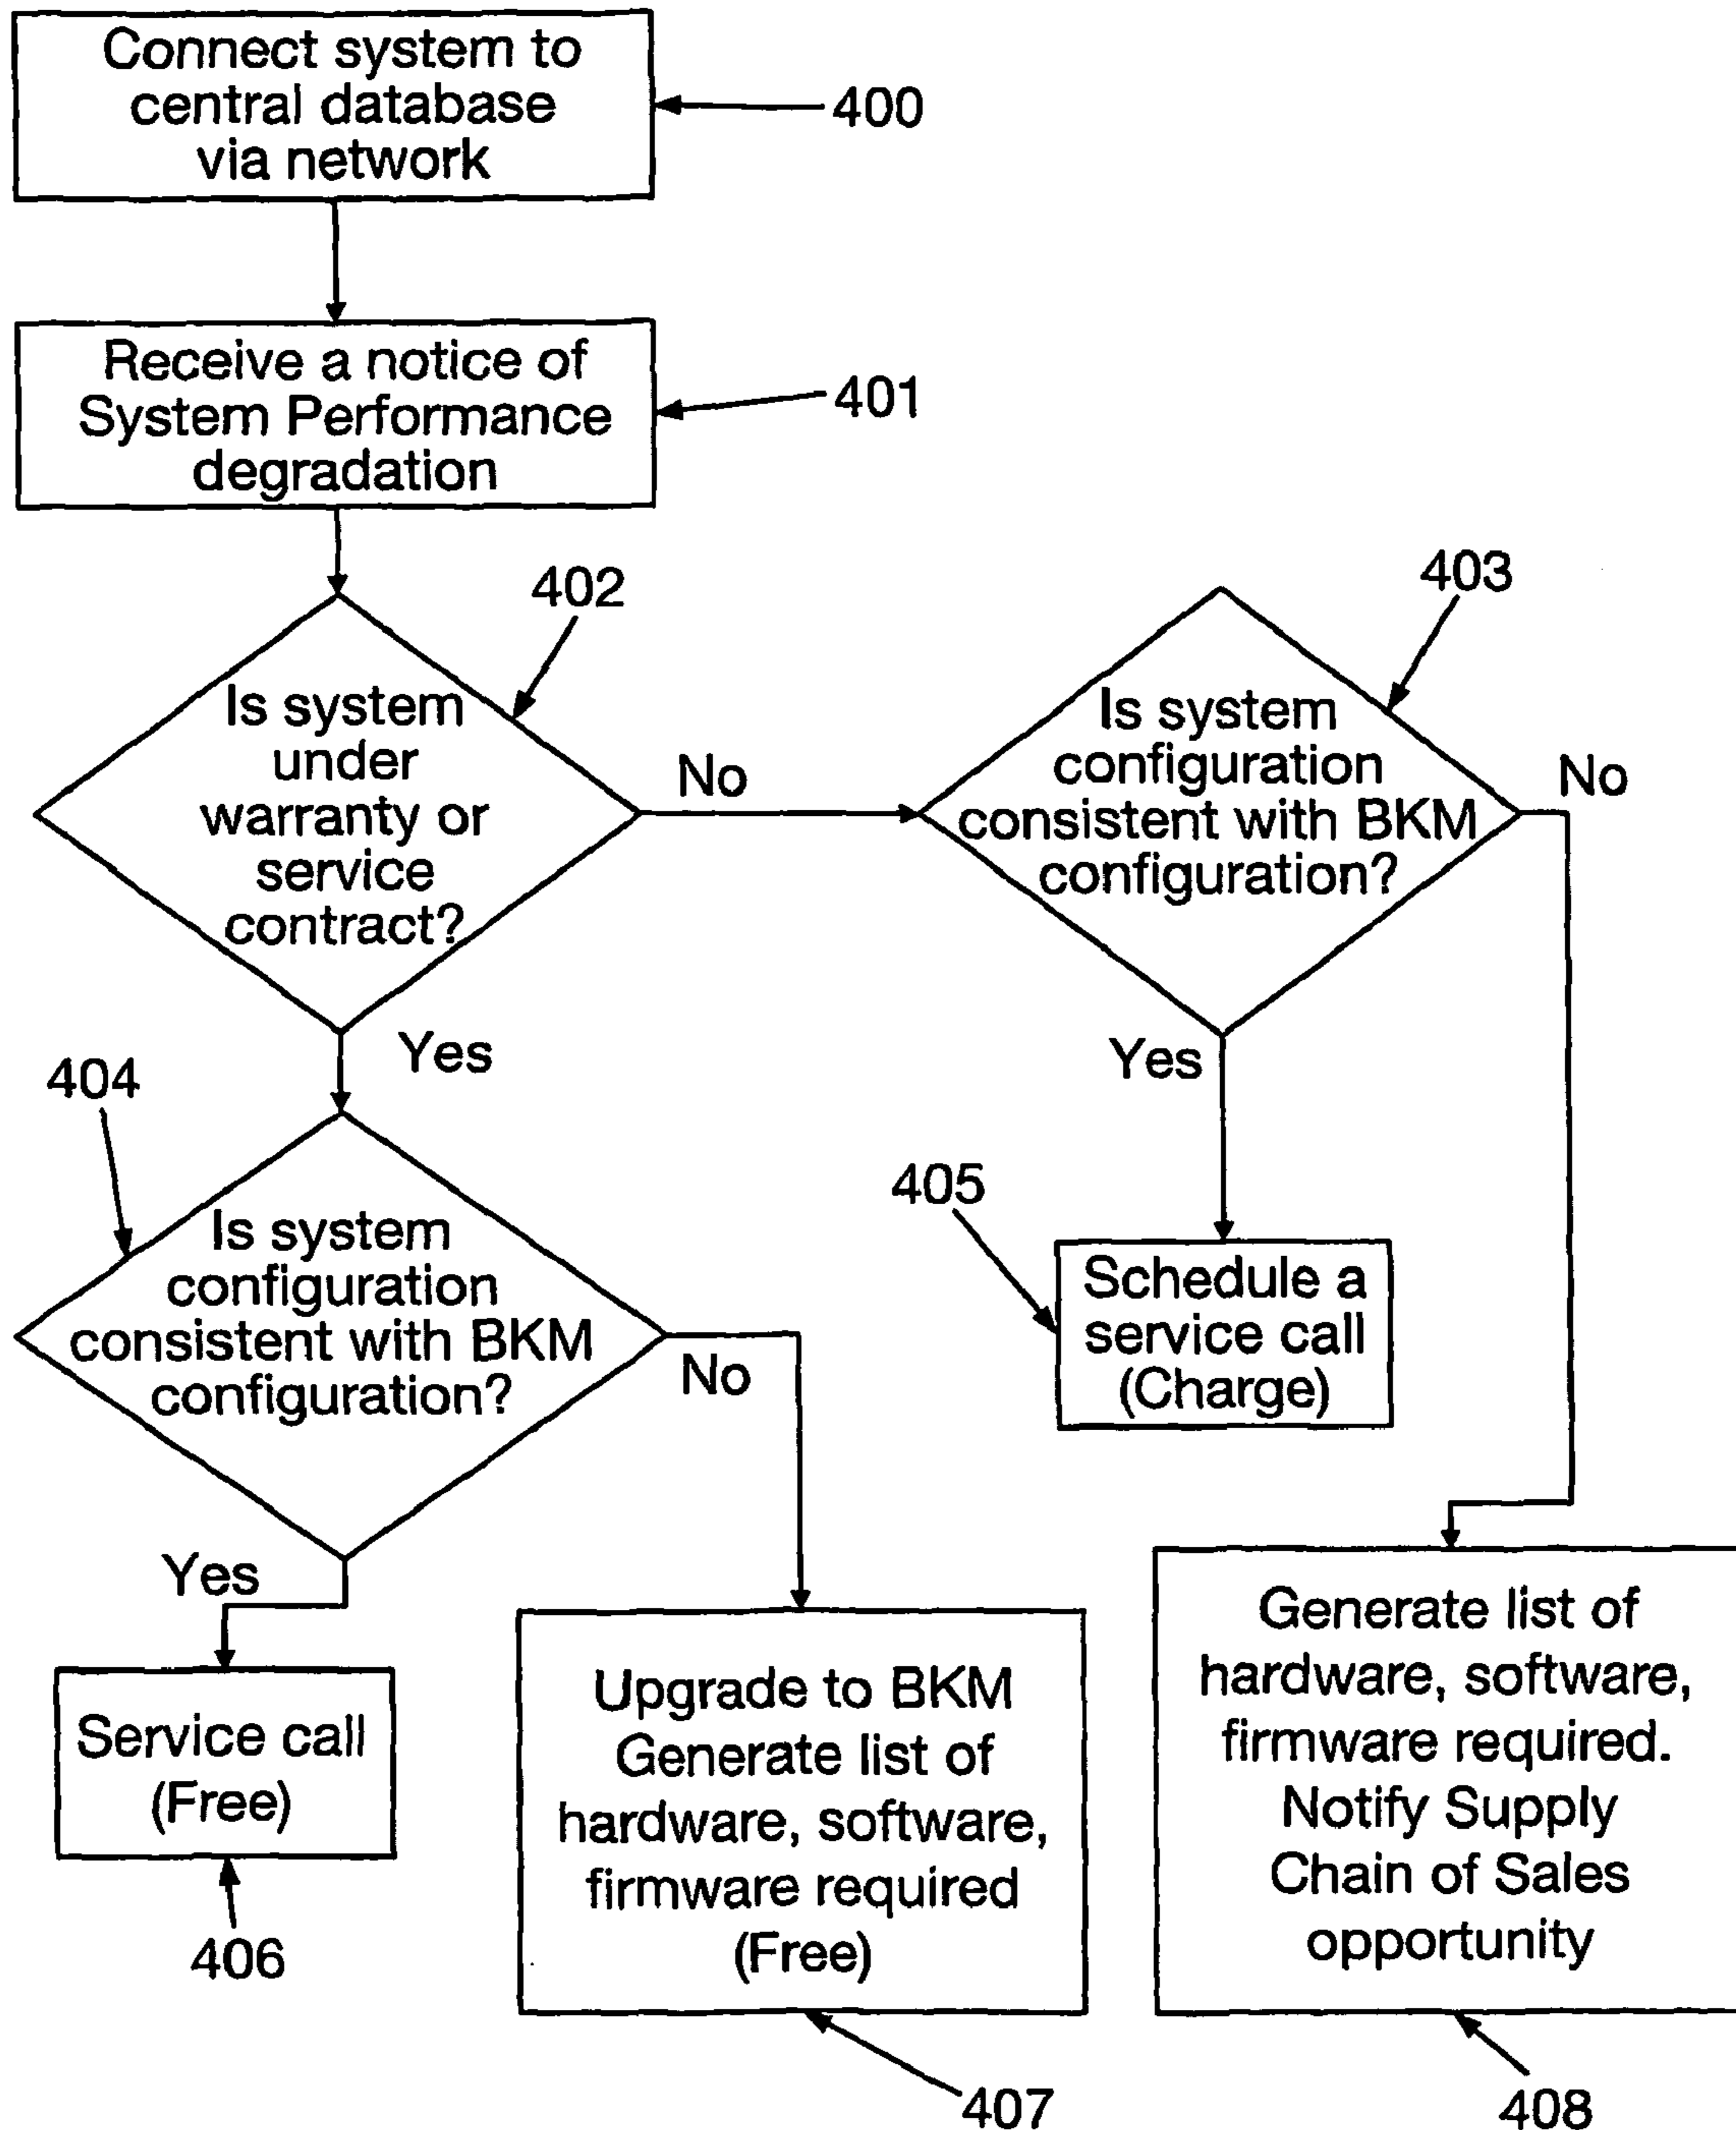 Connect system to
central database
via network
400
Receive a notice of
System Performance
degradation
401
402
Is system
under
warranty or
service
contract?
No
Yes
403
Is system
configuration
consistent with BKM
configuration?
No
Yes
404
Is system
configuration
consistent with BKM
configuration?
No
Yes
405
Schedule a
service call
(Charge)
Service call
(Free)
406
Upgrade to BKM
Generate list of
hardware, software,
firmware required
(Free)
407
Generate list of
hardware, software,
firmware required.
Notify Supply
Chain of Sales
opportunity
408